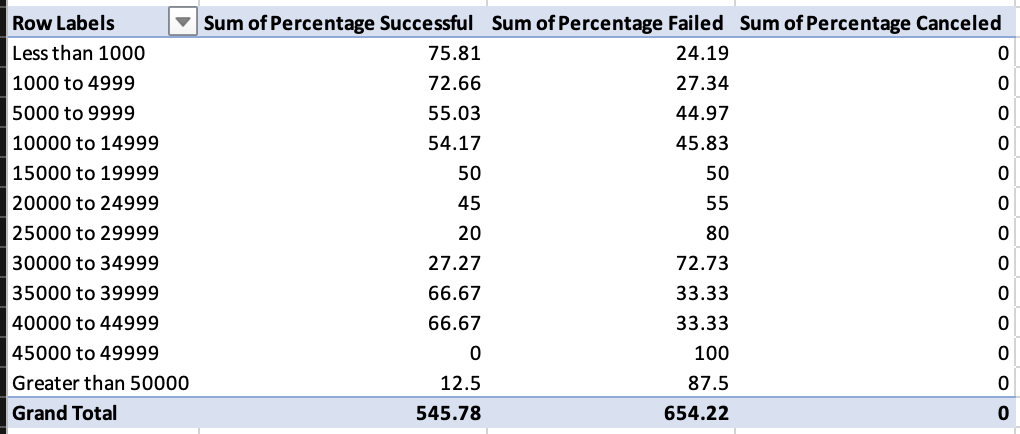 Row Labels Sum of Percentage Successful Sum of Percentage Failed Sum of Percentage Canceled
Less than 1000 75.81 24.19 0
1000 to 4999 72.66 27.34 0
5000 to 9999 55.03 44.97 0
10000 to 14999 54.17 45.83 0
15000 to 19999 50 50 0
20000 to 24999 45 55 0
25000 to 29999 20 80 0
30000 to 34999 27.27 72.73 0
35000 to 39999 66.67 33.33 0
40000 to 44999 66.67 33.33 0
45000 to 49999 0 100 0
Greater than 50000 12.5 87.5 0
Grand Total 545.78 654.22 0